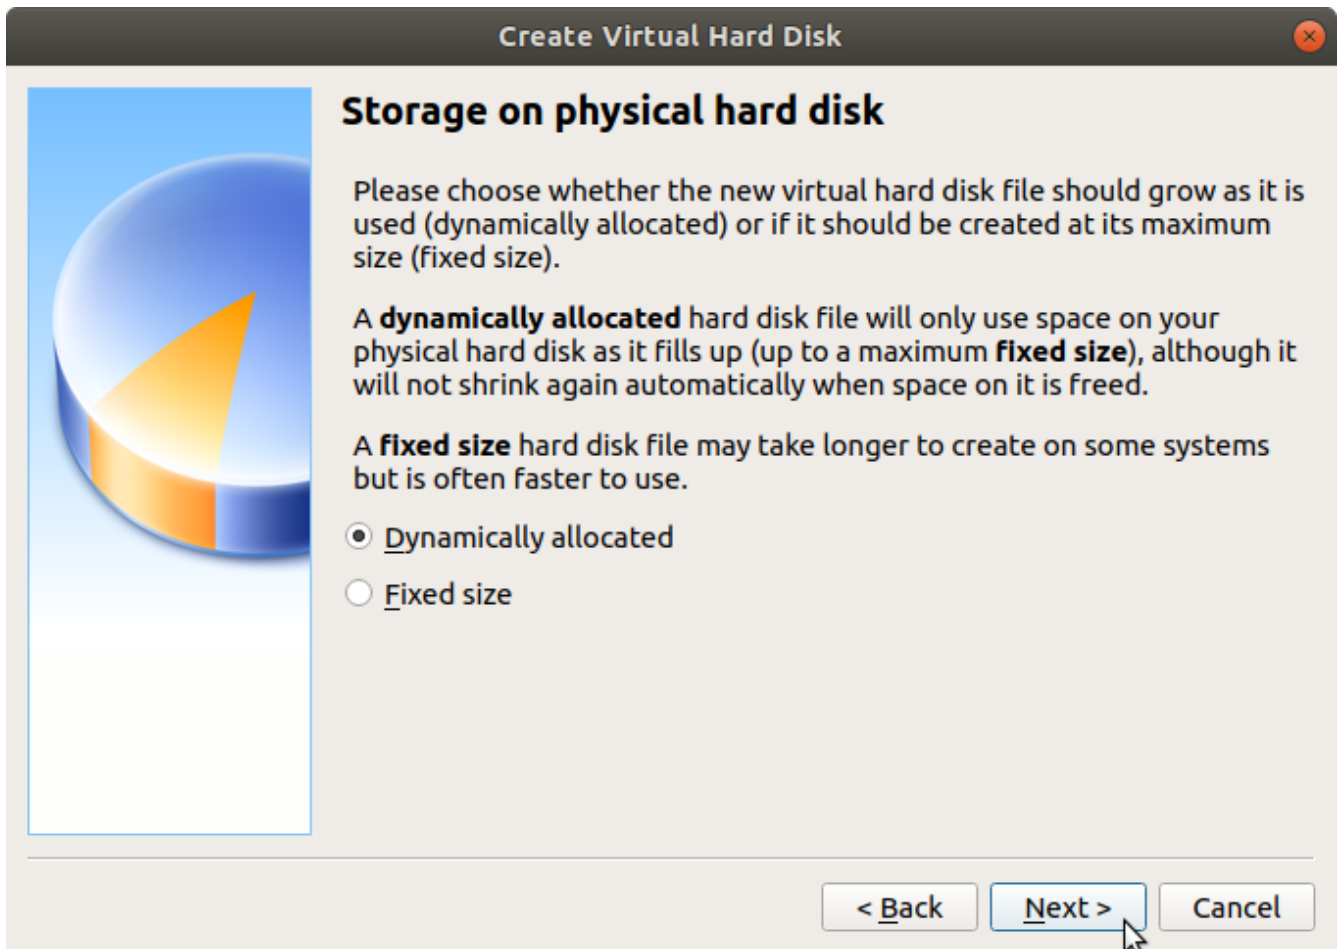 Create Virtual Hard Disk
Storage on physical hard disk
Please choose whether the new virtual hard disk file should grow as it is
used (dynamically allocated) or if it should be created at its maximum
size (fixed size).
A dynamically allocated hard disk file will only use space on your
physical hard disk as it fills up (up to a maximum fixed size), although it
will not shrink again automatically when space on it is freed.
A fixed size hard disk file may take longer to create on some systems
but is often faster to use.
Dynamically allocated
Fixed size
< Back Next > Cancel